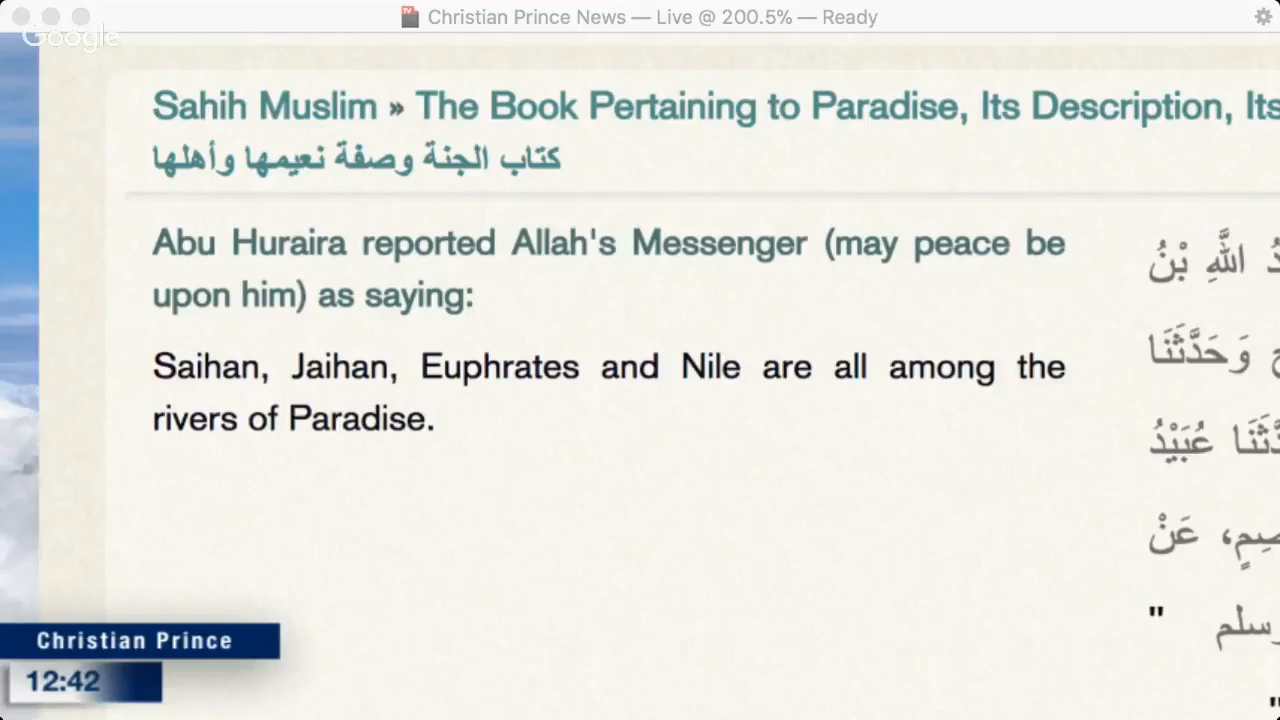 Christian Prince News — Live @ 200.5% — Ready
Google
Sahih Muslim » The Book Pertaining to Paradise, Its Description, Its
كتاب الجنة وصفة نعيمها وأهلها
Abu Huraira reported Allah's Messenger (may peace be
upon him) as saying:
Saihan, Jaihan, Euphrates and Nile are all among the
rivers of Paradise.
اللَّهِ بْنُ
وَحَدَّثَنَا
عُبَيْدُ
عَنْ
وسلم "
"
Christian Prince
12:42